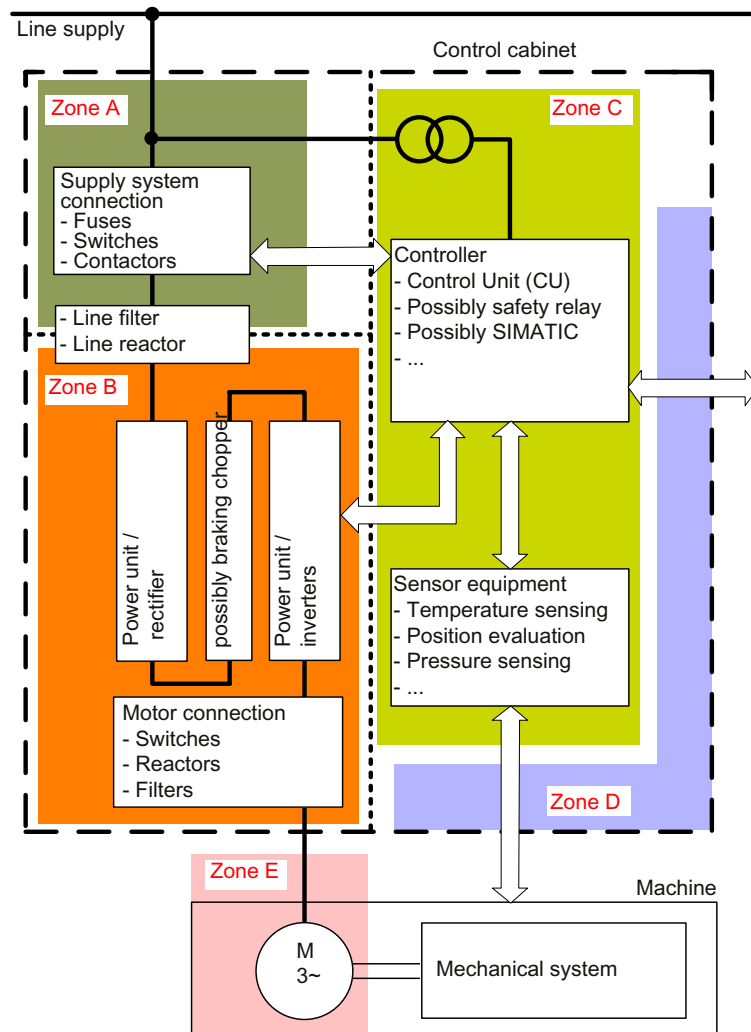 Line supply
Control cabinet
Zone A
Zone C
Supply system
connection
- Fuses
- Switches
- Contactors
Controller
- Control Unit (CU)
- Possibly safety relay
- Possibly SIMATIC
- ...
- Line filter
- Line reactor
Zone B
Power unit /
rectifier
possibly braking chopper
Power unit /
inverters
Sensor equipment
- Temperature sensing
- Position evaluation
- Pressure sensing
- ...
Motor connection
- Switches
- Reactors
- Filters
Zone D
Zone E
Machine
M
3~
Mechanical system